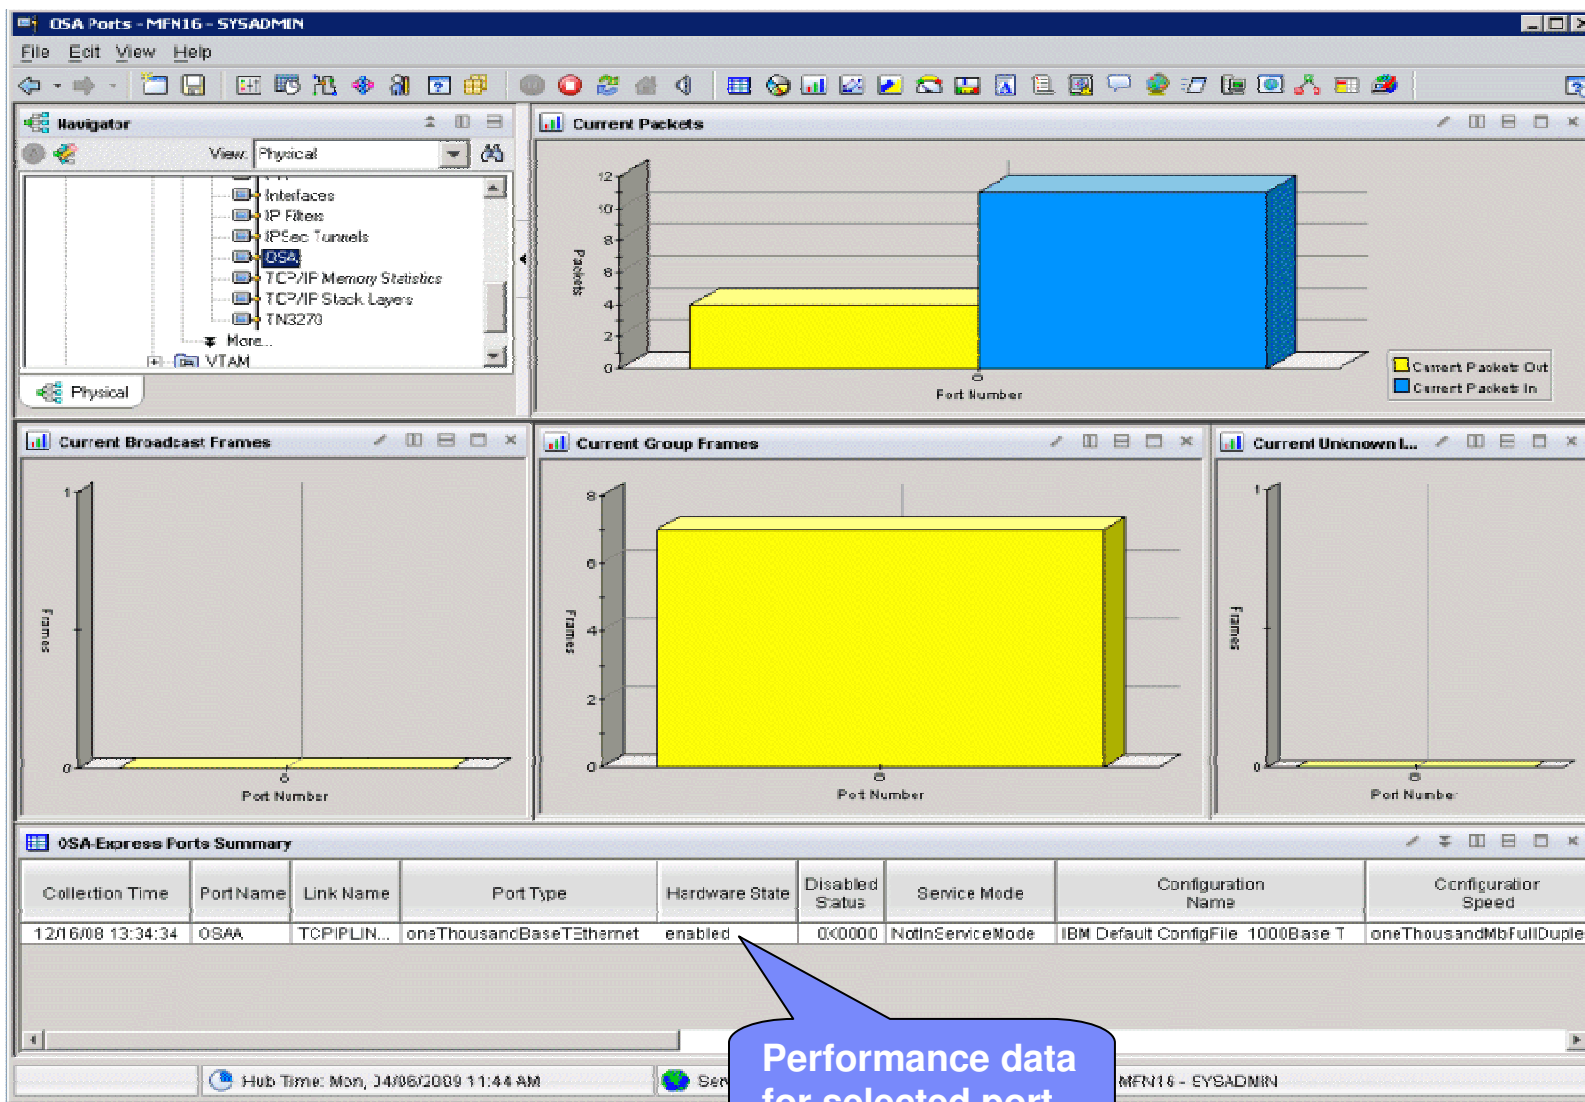 OSA Ports - MFN16 - SYSADMIN
File Edit View Help
Navigator
View: Physical
Interfaces
IP Filters
IPSec Tunnels
OSA
TCP/IP Memory Statistics
TCP/IP Stack Layers
TN3270
More...
VTAM
Physical
Current Packets
12
10
8
6
4
2
0
Packets
0
Port Number
Current Packets Out
Current Packets In
Current Broadcast Frames
1
0
Frames
0
Port Number
Current Group Frames
8
6
4
2
0
Frames
0
Port Number
Current Unknown I...
1
0
Frames
0
Port Number
OSA-Express Ports Summary
Collection Time Port Name Link Name Port Type Hardware State Disabled Status Service Mode Configuration Name Configuration Speed
12/16/08 13:34:34 OSAA TCPIPLIN... oneThousandBaseTEthernet enabled 0X0000 NotInServiceMode IBM Default ConfigFile 1000Base T oneThousandMbFullDuple
Performance data
for selected port
Hub Time: Mon, 04/06/2009 11:44 AM
Ser
MFN16 - SYSADMIN